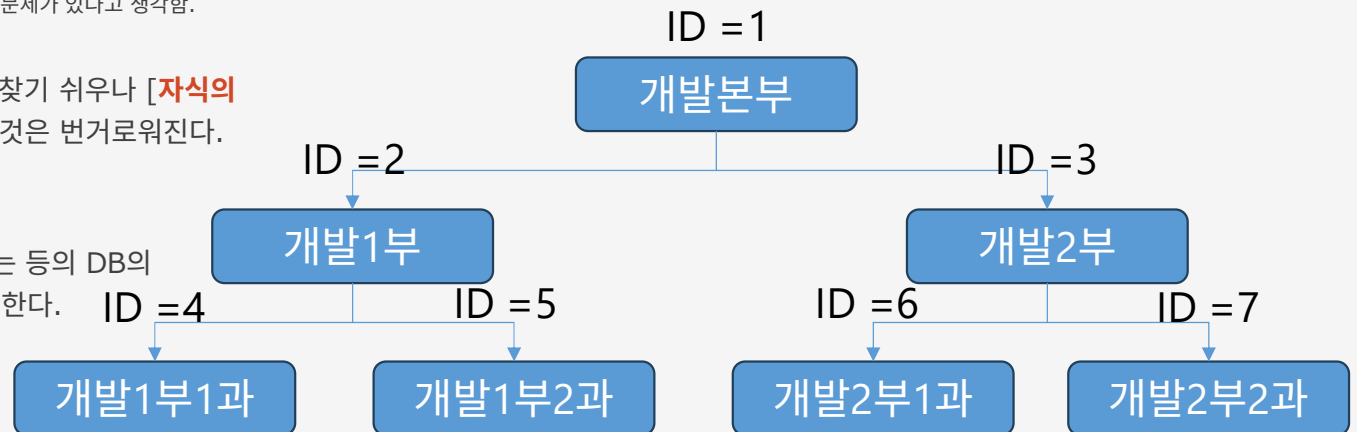 문제가 있다고 생각함.
ID =1
찾기 쉬우나 [자식의
개발본부
것은 번거로워진다.
ID =2
ID =3
개발1부
개발2부
는 등의 DB의
한다.
ID =4
ID =5
ID =6
ID =7
개발1부1과
개발1부2과
개발2부1과
개발2부2과